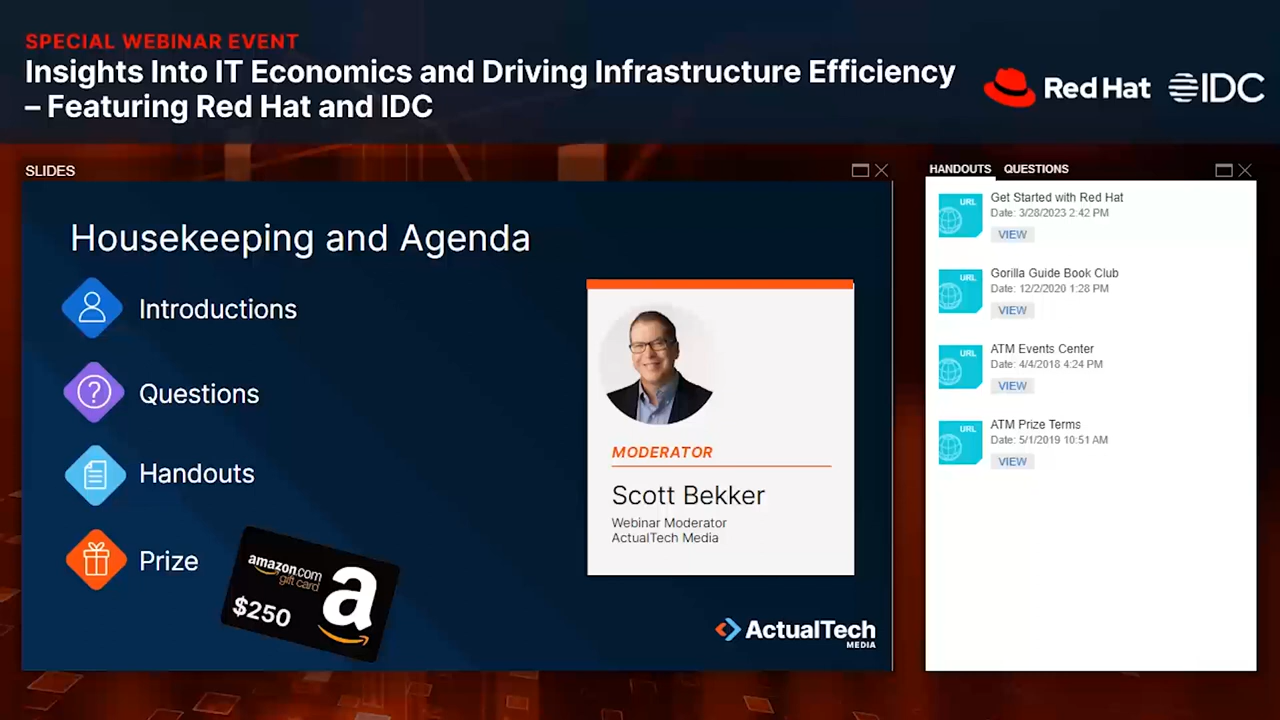 SPECIAL WEBINAR EVENT
Insights Into IT Economics and Driving Infrastructure Efficiency
– Featuring Red Hat and IDC
Red Hat
IDC
SLIDES
Housekeeping and Agenda
Introductions
Questions
Handouts
Prize
amazon.com
gift card
$250
a
MODERATOR
Scott Bekker
Webinar Moderator
ActualTech Media
ActualTech
MEDIA
HANDOUTS QUESTIONS
URL
Get Started with Red Hat
Date: 3/28/2023 2:42 PM
VIEW
URL
Gorilla Guide Book Club
Date: 12/2/2020 1:28 PM
VIEW
URL
ATM Events Center
Date: 4/4/2018 4:24 PM
VIEW
URL
ATM Prize Terms
Date: 5/1/2019 10:51 AM
VIEW